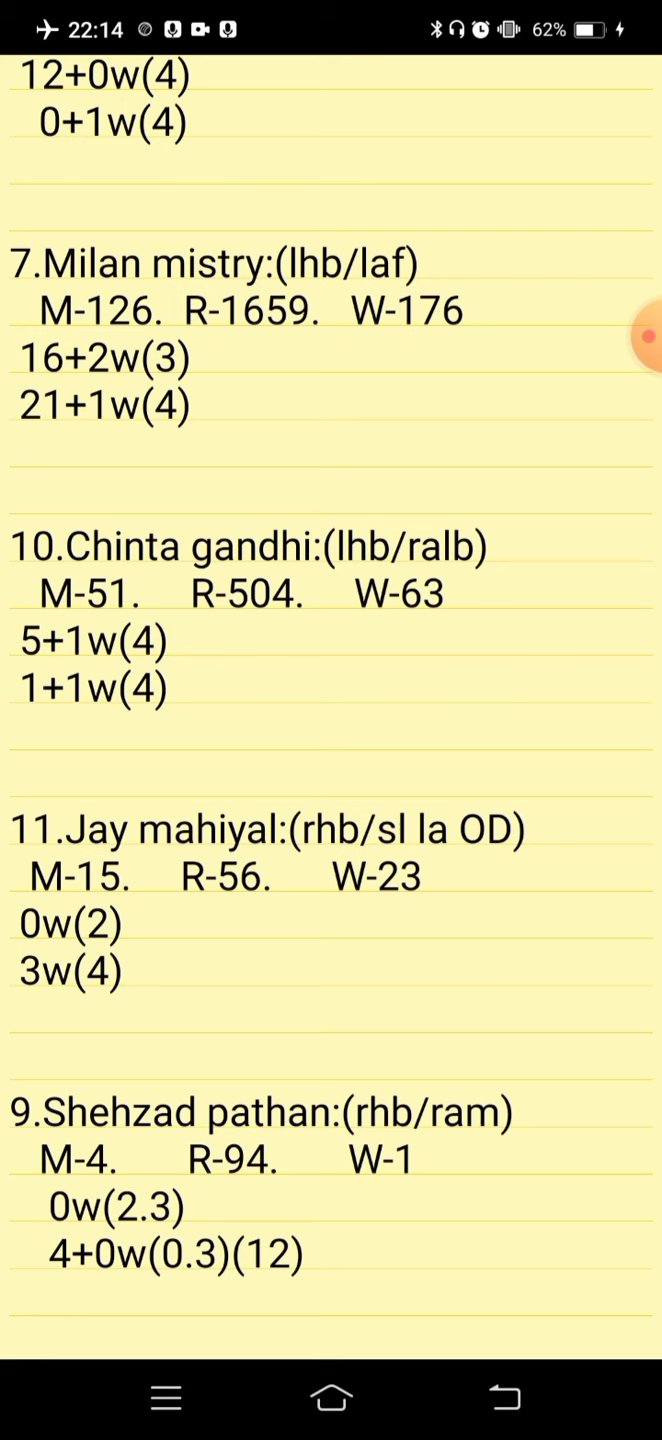 22:14 62%
12+0w(4)
0+1w(4)
7.Milan mistry:(lhb/laf)
M-126. R-1659. W-176
16+2w(3)
21+1w(4)
10.Chinta gandhi:(lhb/ralb)
M-51. R-504. W-63
5+1w(4)
1+1w(4)
11.Jay mahiyal:(rhb/sl la OD)
M-15. R-56. W-23
0w(2)
3w(4)
9.Shehzad pathan:(rhb/ram)
M-4. R-94. W-1
0w(2.3)
4+0w(0.3)(12)